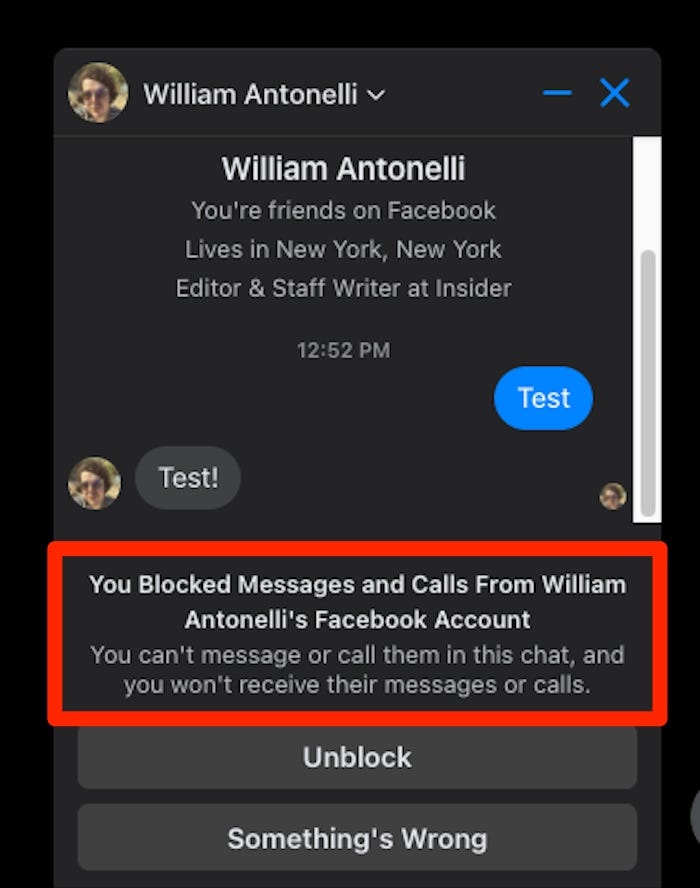 William Antonelli
William Antonelli
You're friends on Facebook
Lives in New York, New York
Editor & Staff Writer at Insider
12:52 PM
Test
Test!
You Blocked Messages and Calls From William
Antonelli's Facebook Account
You can't message or call them in this chat, and
you won't receive their messages or calls.
Unblock
Something's Wrong